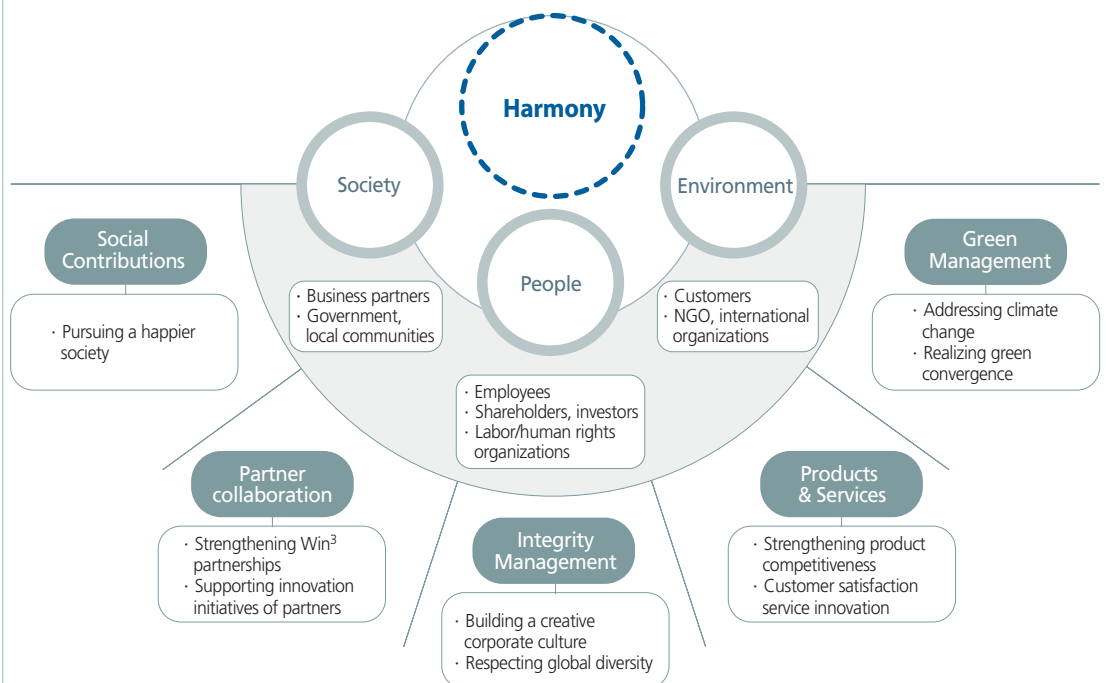 Harmony
Society
Environment
People
Social
Contributions
· Pursuing a happier
society
Green
Management
· Addressing climate
change
· Realizing green
convergence
· Business partners
· Government,
local communities
· Customers
· NGO, international
organizations
· Employees
· Shareholders, investors
· Labor/human rights
organizations
Partner
collaboration
· Strengthening Win³
partnerships
· Supporting innovation
initiatives of partners
Integrity
Management
· Building a creative
corporate culture
· Respecting global diversity
Products
& Services
· Strengthening product
competitiveness
· Customer satisfaction
service innovation